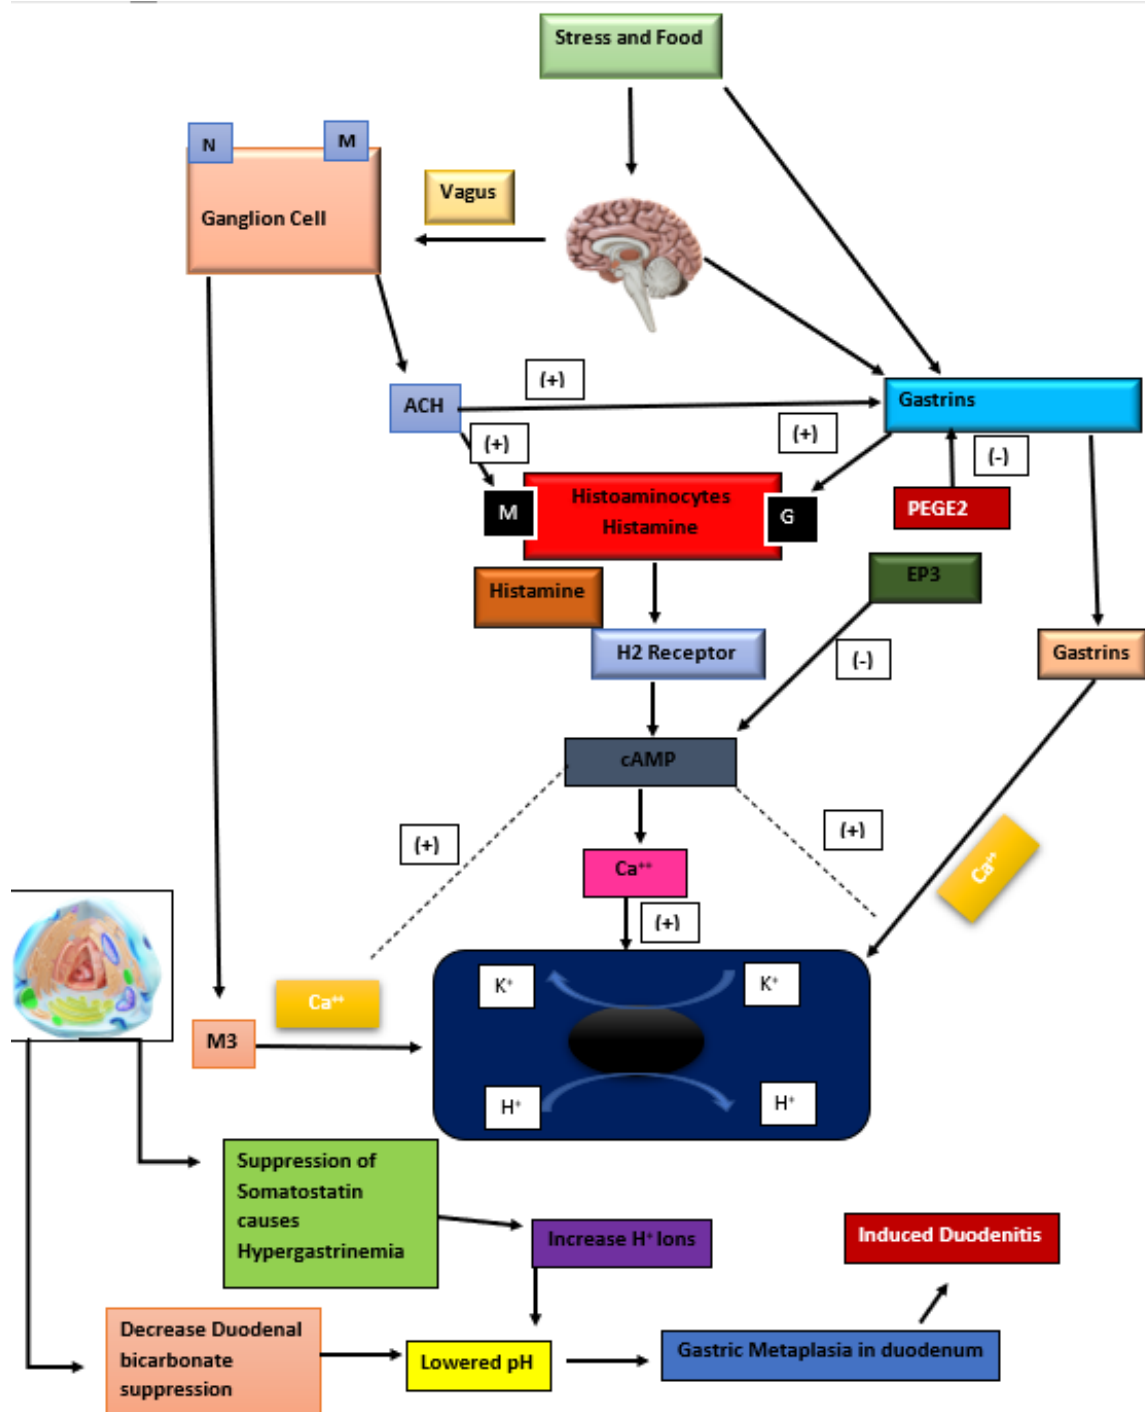 Stress and Food
N
M
Ganglion Cell
Vagus
ACH
(+)
Gastrins
(+)
(+)
(-)
PEGE2
M
Histoaminocytes
Histamine
G
Histamine
EP3
H2 Receptor
(-)
Gastrins
cAMP
(+)
(+)
Ca⁺⁺
Ca⁺⁺
(+)
K⁺
K⁺
Ca⁺⁺
M3
H⁺
H⁺
Suppression of
Somatostatin
causes
Hypergastrinemia
Increase H⁺ Ions
Induced Duodenitis
Decrease Duodenal
bicarbonate
suppression
Lowered pH
Gastric Metaplasia in duodenum